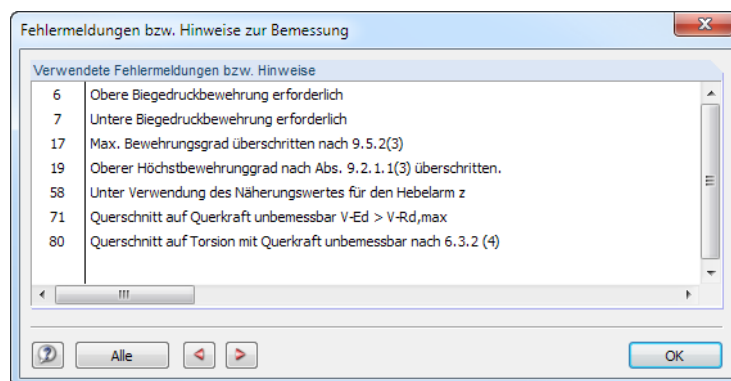 Fehlermeldungen bzw. Hinweise zur Bemessung
Verwendete Fehlermeldungen bzw. Hinweise
6 Obere Biegedruckbewehrung erforderlich
7 Untere Biegedruckbewehrung erforderlich
17 Max. Bewehrungsgrad überschritten nach 9.5.2(3)
19 Oberer Höchstbewehrunggrad nach Abs. 9.2.1.1(3) überschritten.
58 Unter Verwendung des Näherungswertes für den Hebelarm z
71 Querschnitt auf Querkraft unbemessbar V-Ed > V-Rd,max
80 Querschnitt auf Torsion mit Querkraft unbemessbar nach 6.3.2 (4)
Alle OK